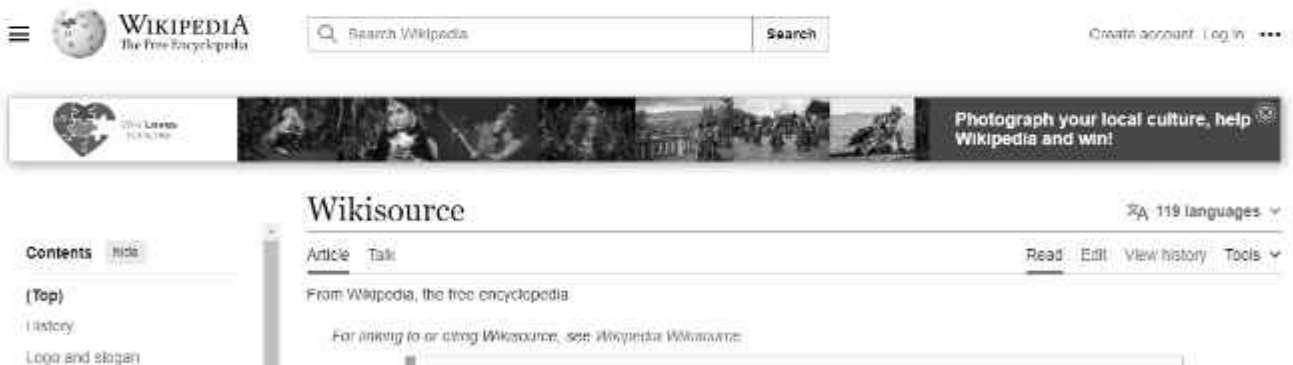 WIKIPEDIA
The Free Encyclopedia
Search Wikipedia
Search
Create account Log in •••
Loves
Photograph your local culture, help
Wikipedia and win!
Wikisource
119 languages
Contents hide
Article Talk
Read Edit View history Tools
(Top)
From Wikipedia, the free encyclopedia
History
For linking to or citing Wikisource, see Wikipedia:Wikisource.
Logo and slogan